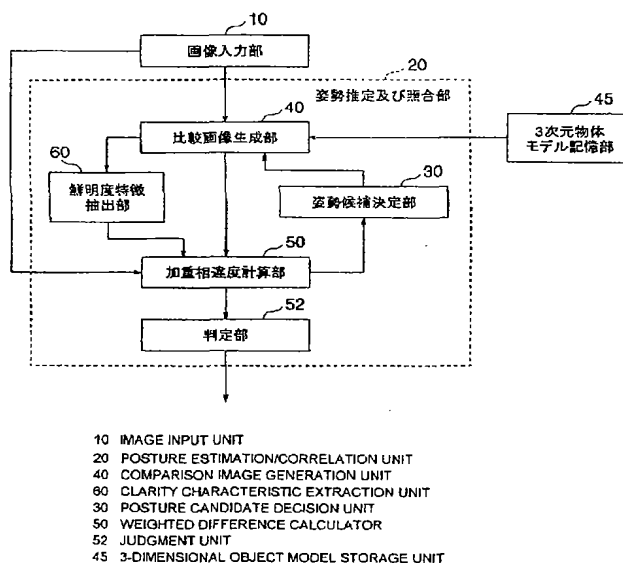 10
画像入力部
20
姿勢推定及び照合部
40
比較画像生成部
45
3次元物体
モデル記憶部
60
鮮明度特徴
抽出部
30
姿勢候補決定部
50
加重相違度計算部
52
判定部
10 IMAGE INPUT UNIT
20 POSTURE ESTIMATION/CORRELATION UNIT
40 COMPARISON IMAGE GENERATION UNIT
60 CLARITY CHARACTERISTIC EXTRACTION UNIT
30 POSTURE CANDIDATE DECISION UNIT
50 WEIGHTED DIFFERENCE CALCULATOR
52 JUDGMENT UNIT
45 3-DIMENSIONAL OBJECT MODEL STORAGE UNIT